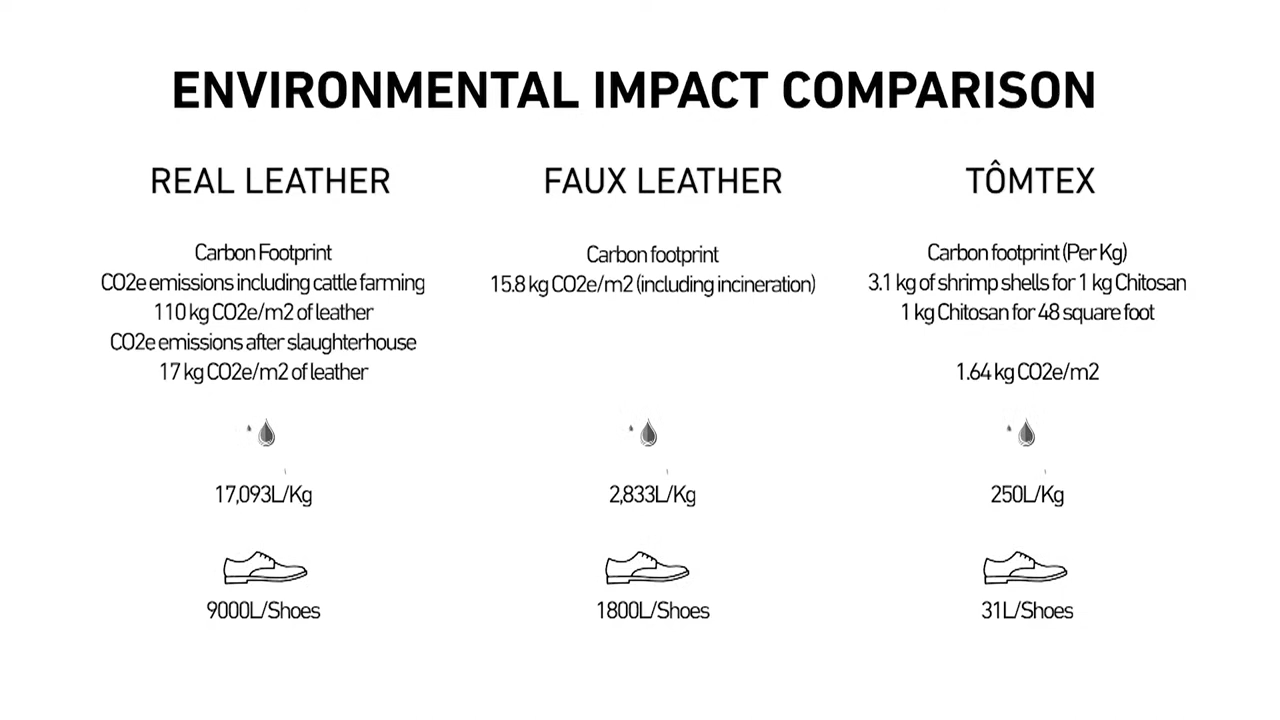 ENVIRONMENTAL IMPACT COMPARISON
REAL LEATHER
Carbon Footprint
CO2e emissions including cattle farming
110 kg CO2e/m2 of leather
CO2e emissions after slaughterhouse
17 kg CO2e/m2 of leather
17,093L/Kg
9000L/Shoes
FAUX LEATHER
Carbon footprint
15.8 kg CO2e/m2 (including incineration)
2,833L/Kg
1800L/Shoes
TÔMTEX
Carbon footprint (Per Kg)
3.1 kg of shrimp shells for 1 kg Chitosan
1 kg Chitosan for 48 square foot
1.64 kg CO2e/m2
250L/Kg
31L/Shoes